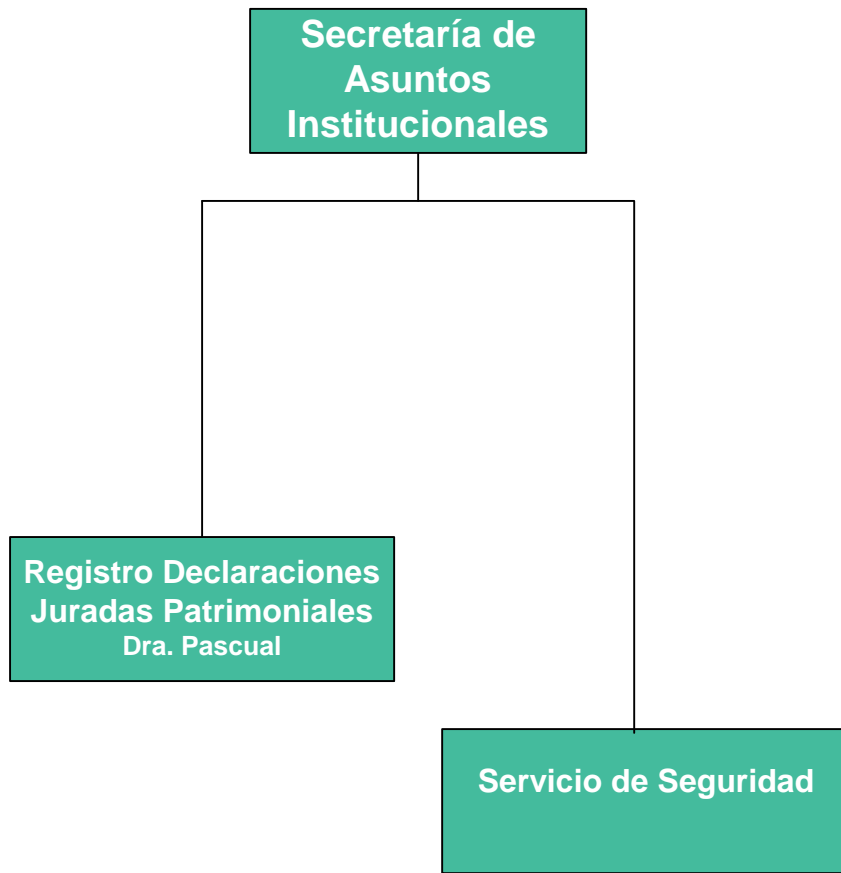 Secretaría de
Asuntos
Institucionales
Registro Declaraciones
Juradas Patrimoniales
Dra. Pascual
Servicio de Seguridad